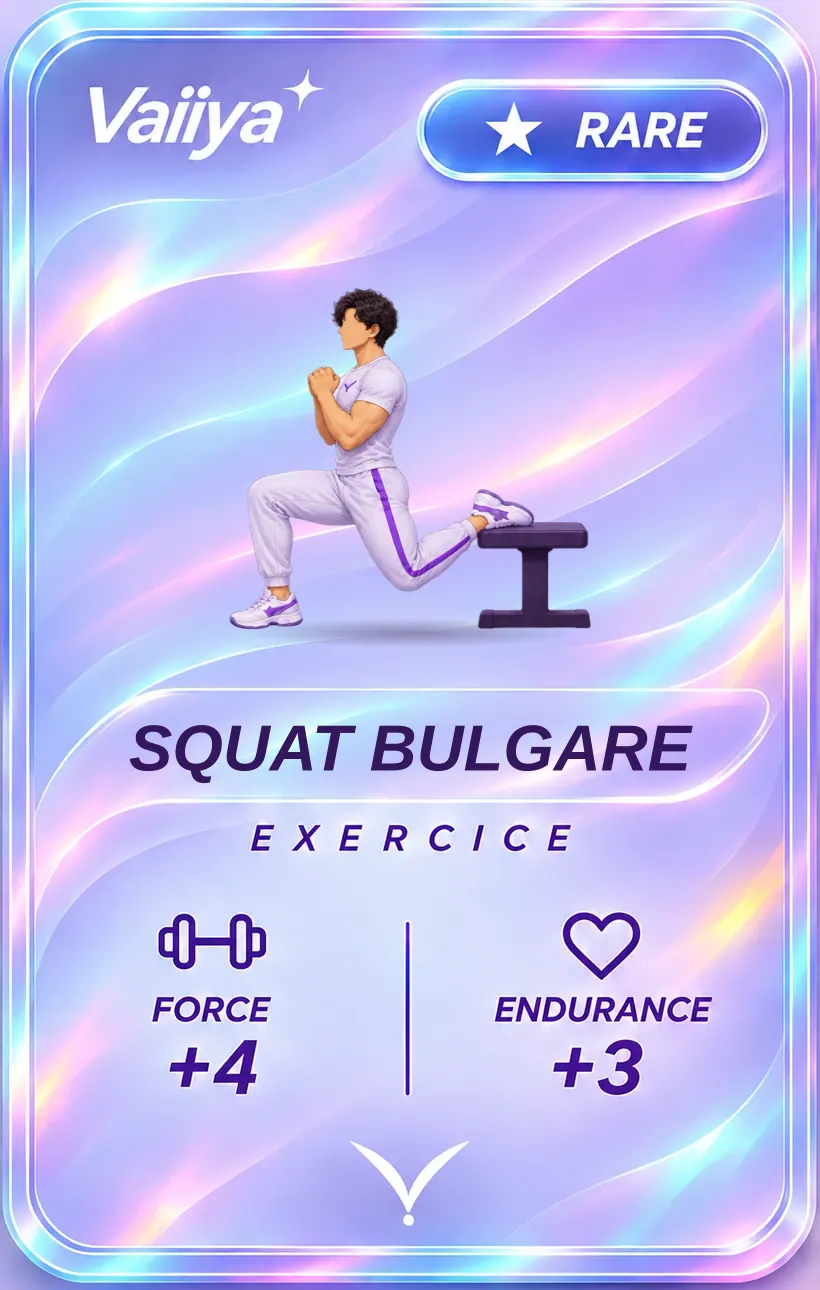 Vaiiya
RARE
SQUAT BULGARE
EXERCICE
FORCE
+4
ENDURANCE
+3